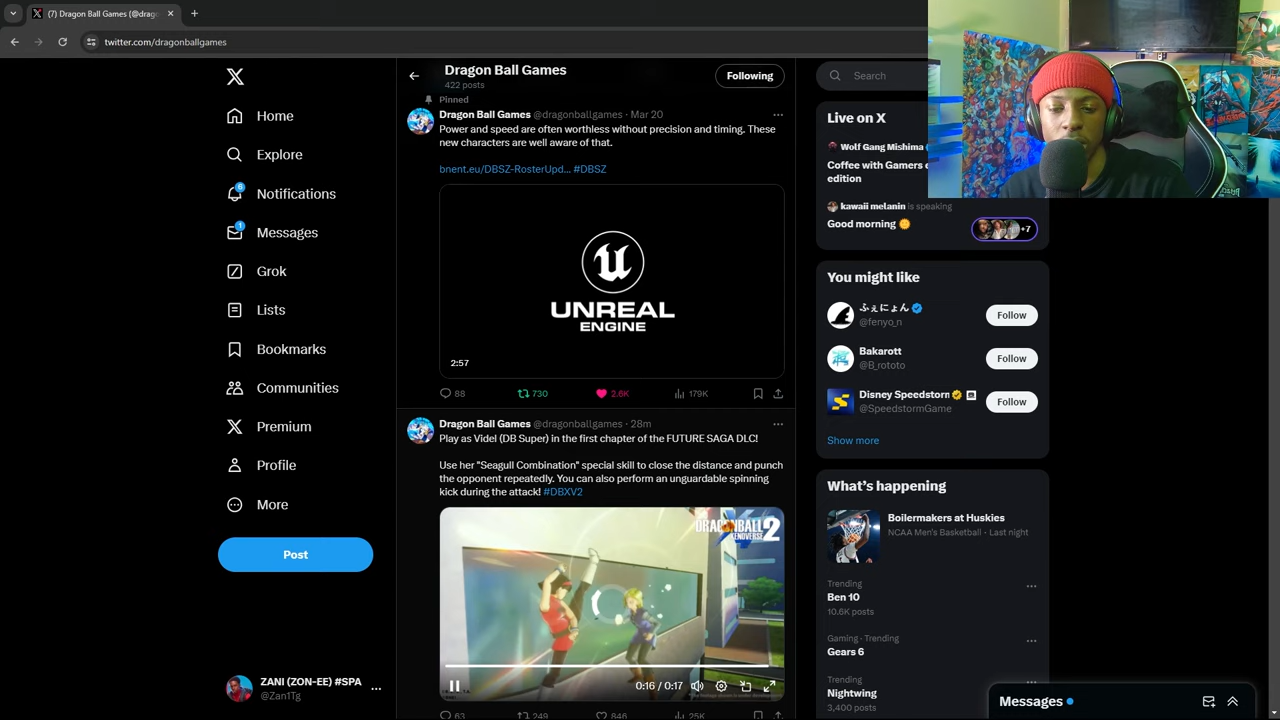 (7) Dragon Ball Games (@drag
twitter.com/dragonballgames
Home
Explore
6
Notifications
1
Messages
Grok
Lists
Bookmarks
Communities
Premium
Profile
More
Post
ZANI (ZON-EE) #SPA
@Zan1Tg
Dragon Ball Games
422 posts
Following
Pinned
Dragon Ball Games @dragonballgames · Mar 20
Power and speed are often worthless without precision and timing. These
new characters are well aware of that.
bnent.eu/DBSZ-RosterUpd... #DBSZ
UNREAL
ENGINE
2:57
88
730
2.6K
179K
Dragon Ball Games @dragonballgames · 28m
Play as Videl (DB Super) in the first chapter of the FUTURE SAGA DLC!
Use her "Seagull Combination" special skill to close the distance and punch
the opponent repeatedly. You can also perform an unguardable spinning
kick during the attack! #DBXV2
DRAGONBALL
XENOVERSE 2
0:16 / 0:17
63
248
846
25K
Search
Live on X
Wolf Gang Mishima
Coffee with Gamers
edition
kawaii melanin is speaking
Good morning
+7
You might like
ふぇにょん
@fenyo_n
Follow
Bakarott
@B_rototo
Follow
Disney Speedstorm
@SpeedstormGame
Follow
Show more
What's happening
Boilermakers at Huskies
NCAA Men's Basketball · Last night
Trending
Ben 10
10.6K posts
Gaming · Trending
Gears 6
Trending
Nightwing
3,400 posts
Messages